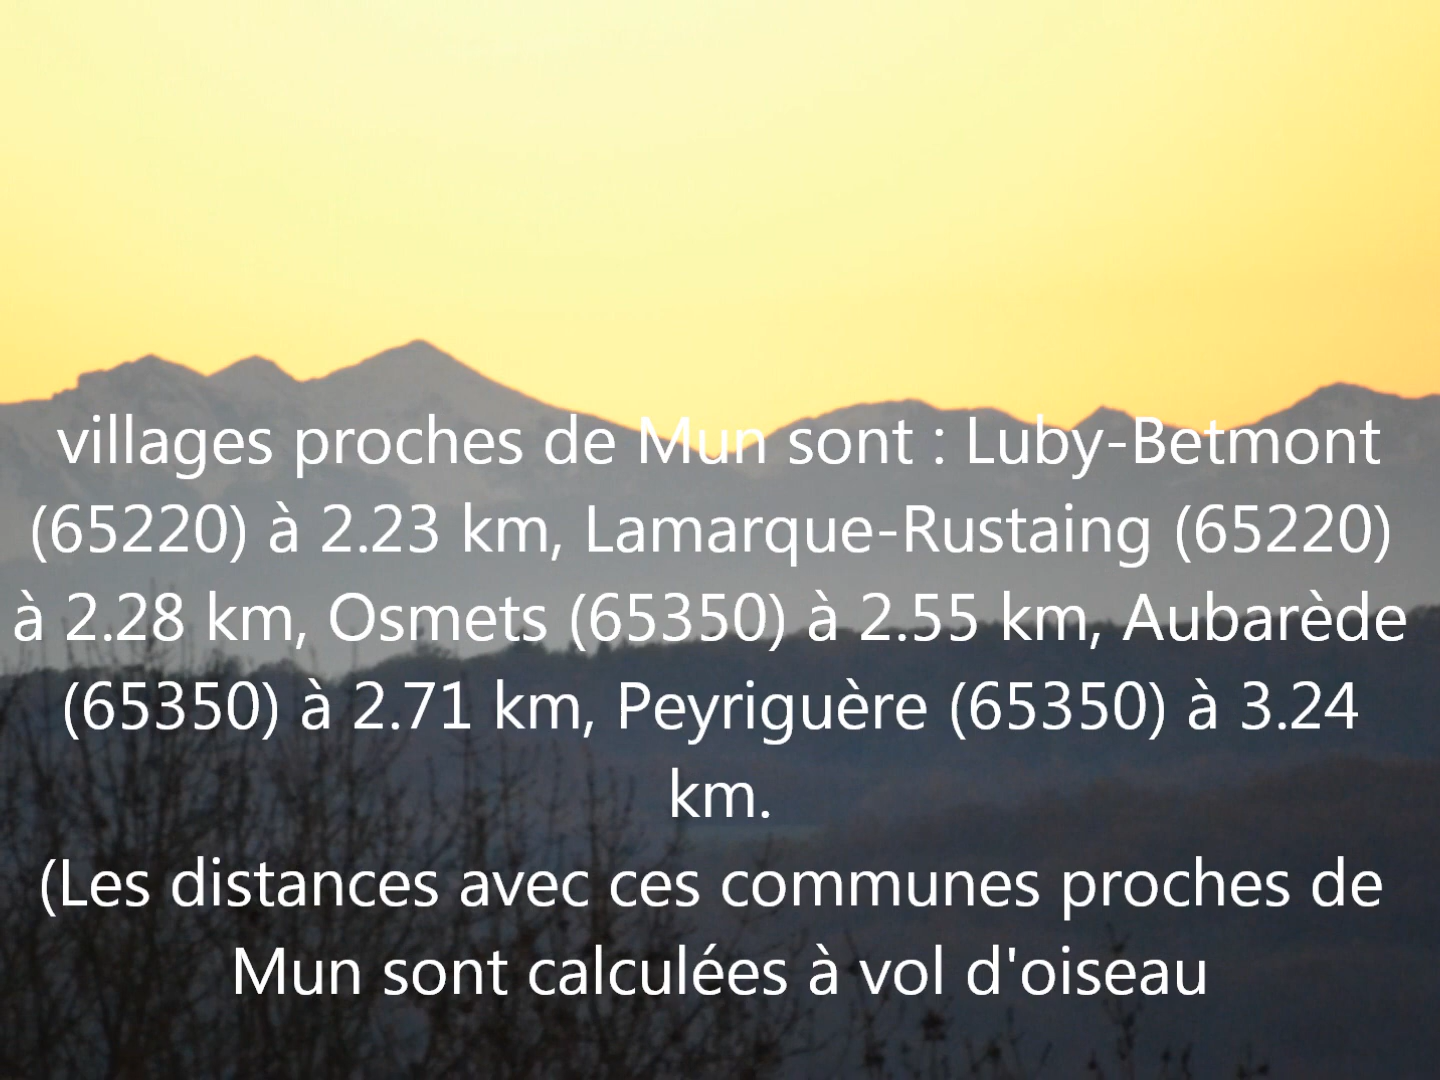 villages proches de Mun sont : Luby-Betmont
(65220) à 2.23 km, Lamarque-Rustaing (65220)
à 2.28 km, Osmets (65350) à 2.55 km, Aubarède
(65350) à 2.71 km, Peyriguère (65350) à 3.24
km.
(Les distances avec ces communes proches de
Mun sont calculées à vol d'oiseau